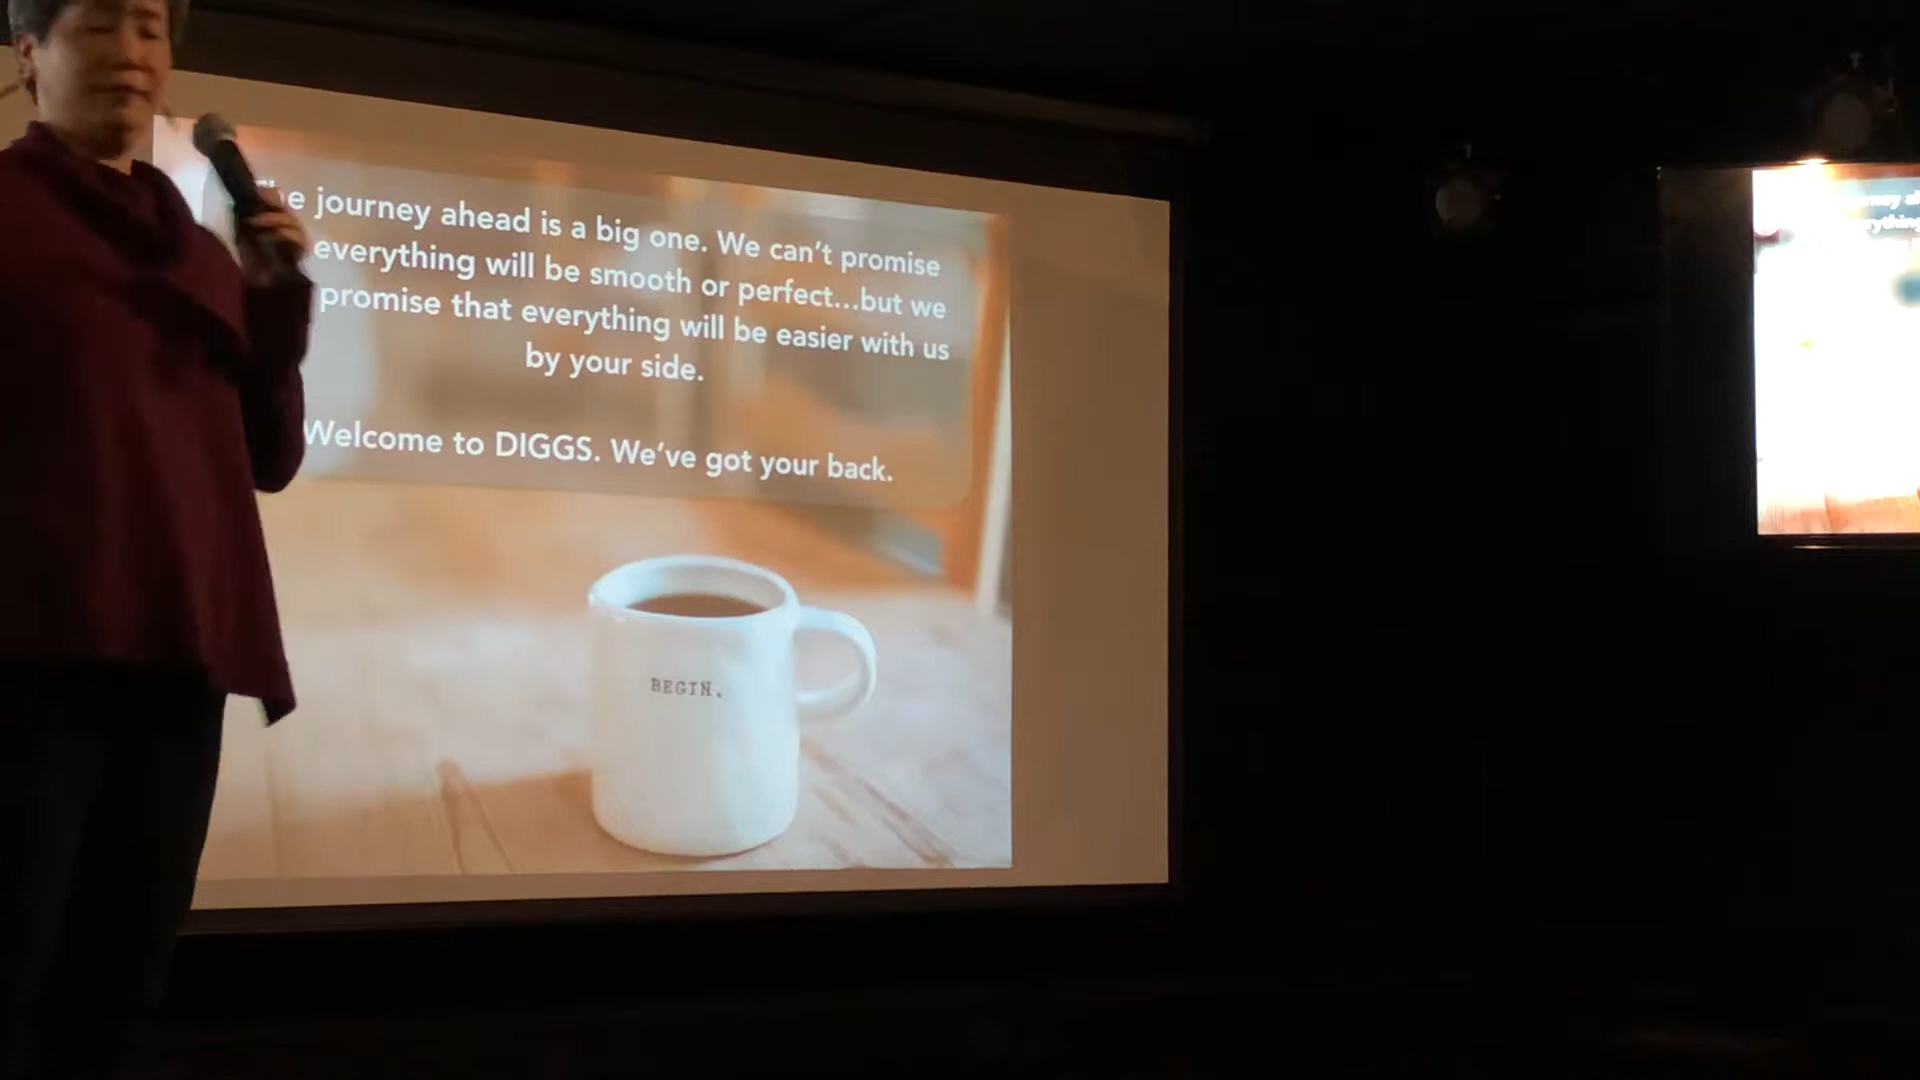 journey ahead is a big one. We can't promise
everything will be smooth or perfect...but we
promise that everything will be easier with us
by your side.
Welcome to DIGGS. We've got your back.
BEGIN.